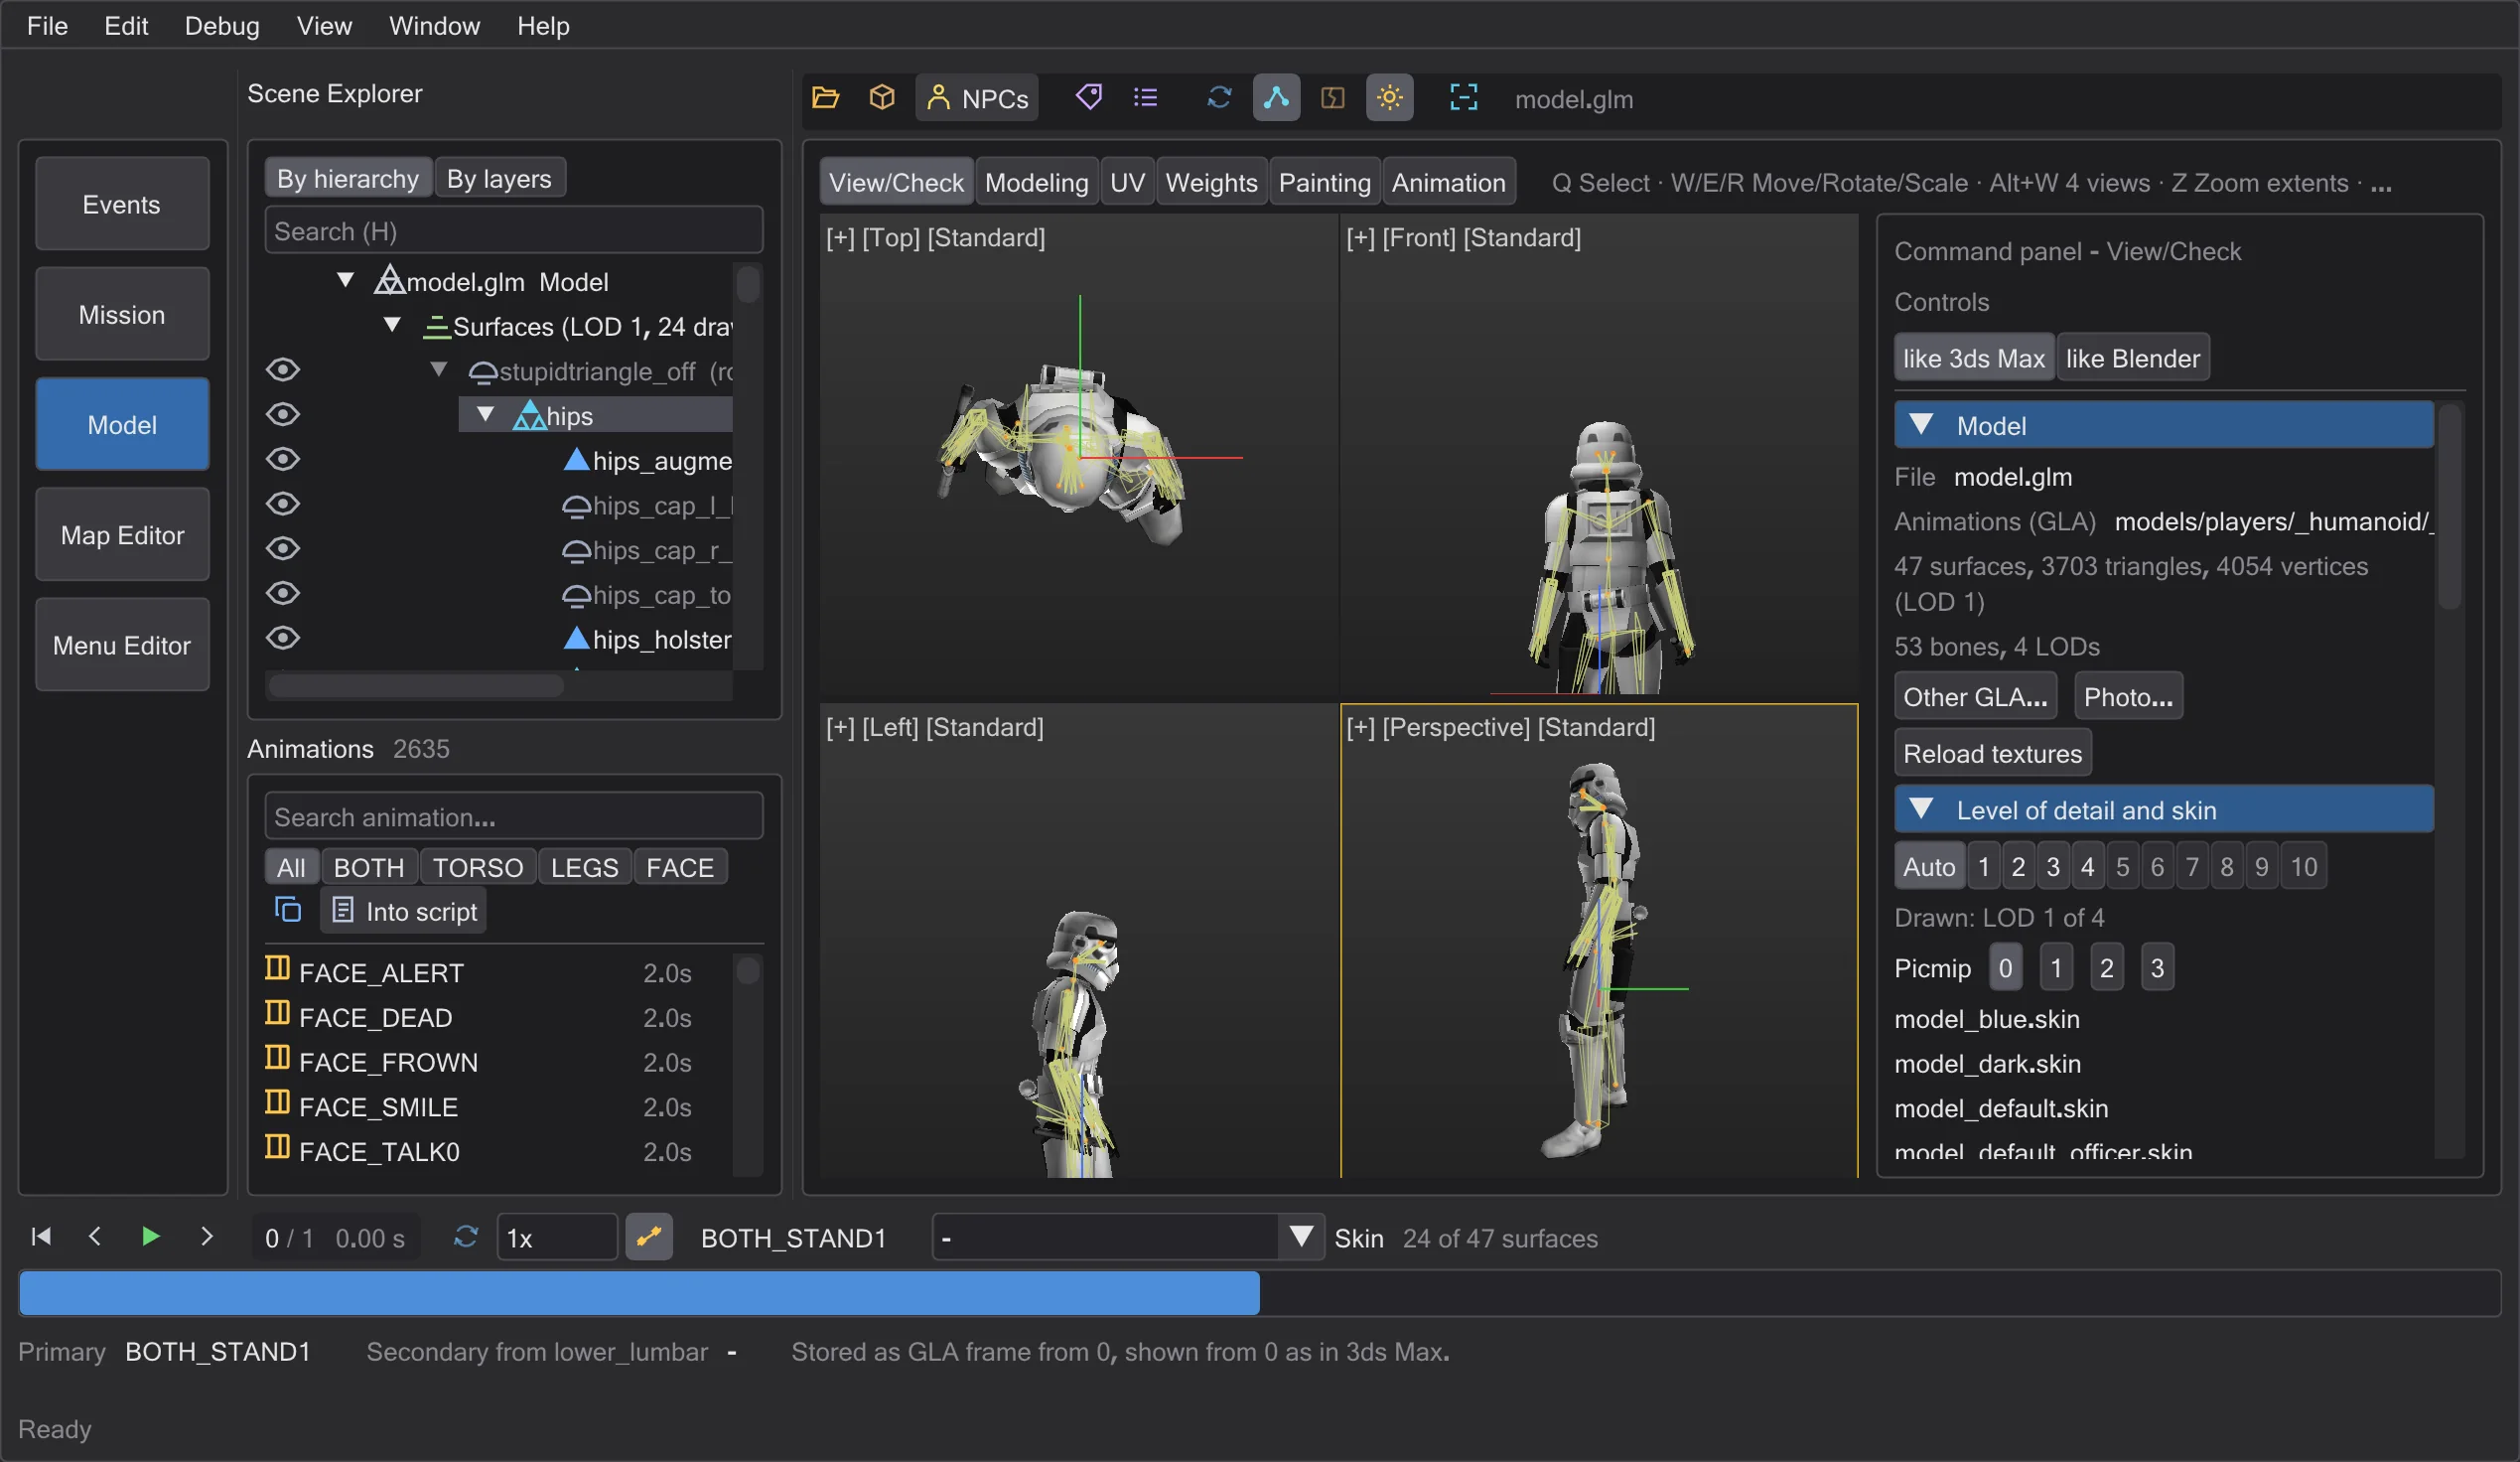 File Edit Debug View Window Help
Scene Explorer
NPCs
model.glm
Events
Mission
Model
Map Editor
Menu Editor
By hierarchy By layers
Search (H)
model.glm Model
Surfaces (LOD 1, 24 drav
stupidtriangle_off (ro
hips
hips_augme
hips_cap_l_
hips_cap_r_
hips_cap_to
hips_holster
Animations 2635
Search animation...
All BOTH TORSO LEGS FACE
Into script
FACE_ALERT 2.0s
FACE_DEAD 2.0s
FACE_FROWN 2.0s
FACE_SMILE 2.0s
FACE_TALK0 2.0s
View/Check Modeling UV Weights Painting Animation Q Select · W/E/R Move/Rotate/Scale · Alt+W 4 views · Z Zoom extents · ...
[+] [Top] [Standard]
[+] [Front] [Standard]
[+] [Left] [Standard]
[+] [Perspective] [Standard]
Command panel - View/Check
Controls
like 3ds Max like Blender
Model
File model.glm
Animations (GLA) models/players/_humanoid/_
47 surfaces, 3703 triangles, 4054 vertices
(LOD 1)
53 bones, 4 LODs
Other GLA... Photo...
Reload textures
Level of detail and skin
Auto 1 2 3 4 5 6 7 8 9 10
Drawn: LOD 1 of 4
Picmip 0 1 2 3
model_blue.skin
model_dark.skin
model_default.skin
model_default_officer.skin
0 / 1 0.00 s 1x BOTH_STAND1 - Skin 24 of 47 surfaces
Primary BOTH_STAND1 Secondary from lower_lumbar - Stored as GLA frame from 0, shown from 0 as in 3ds Max.
Ready